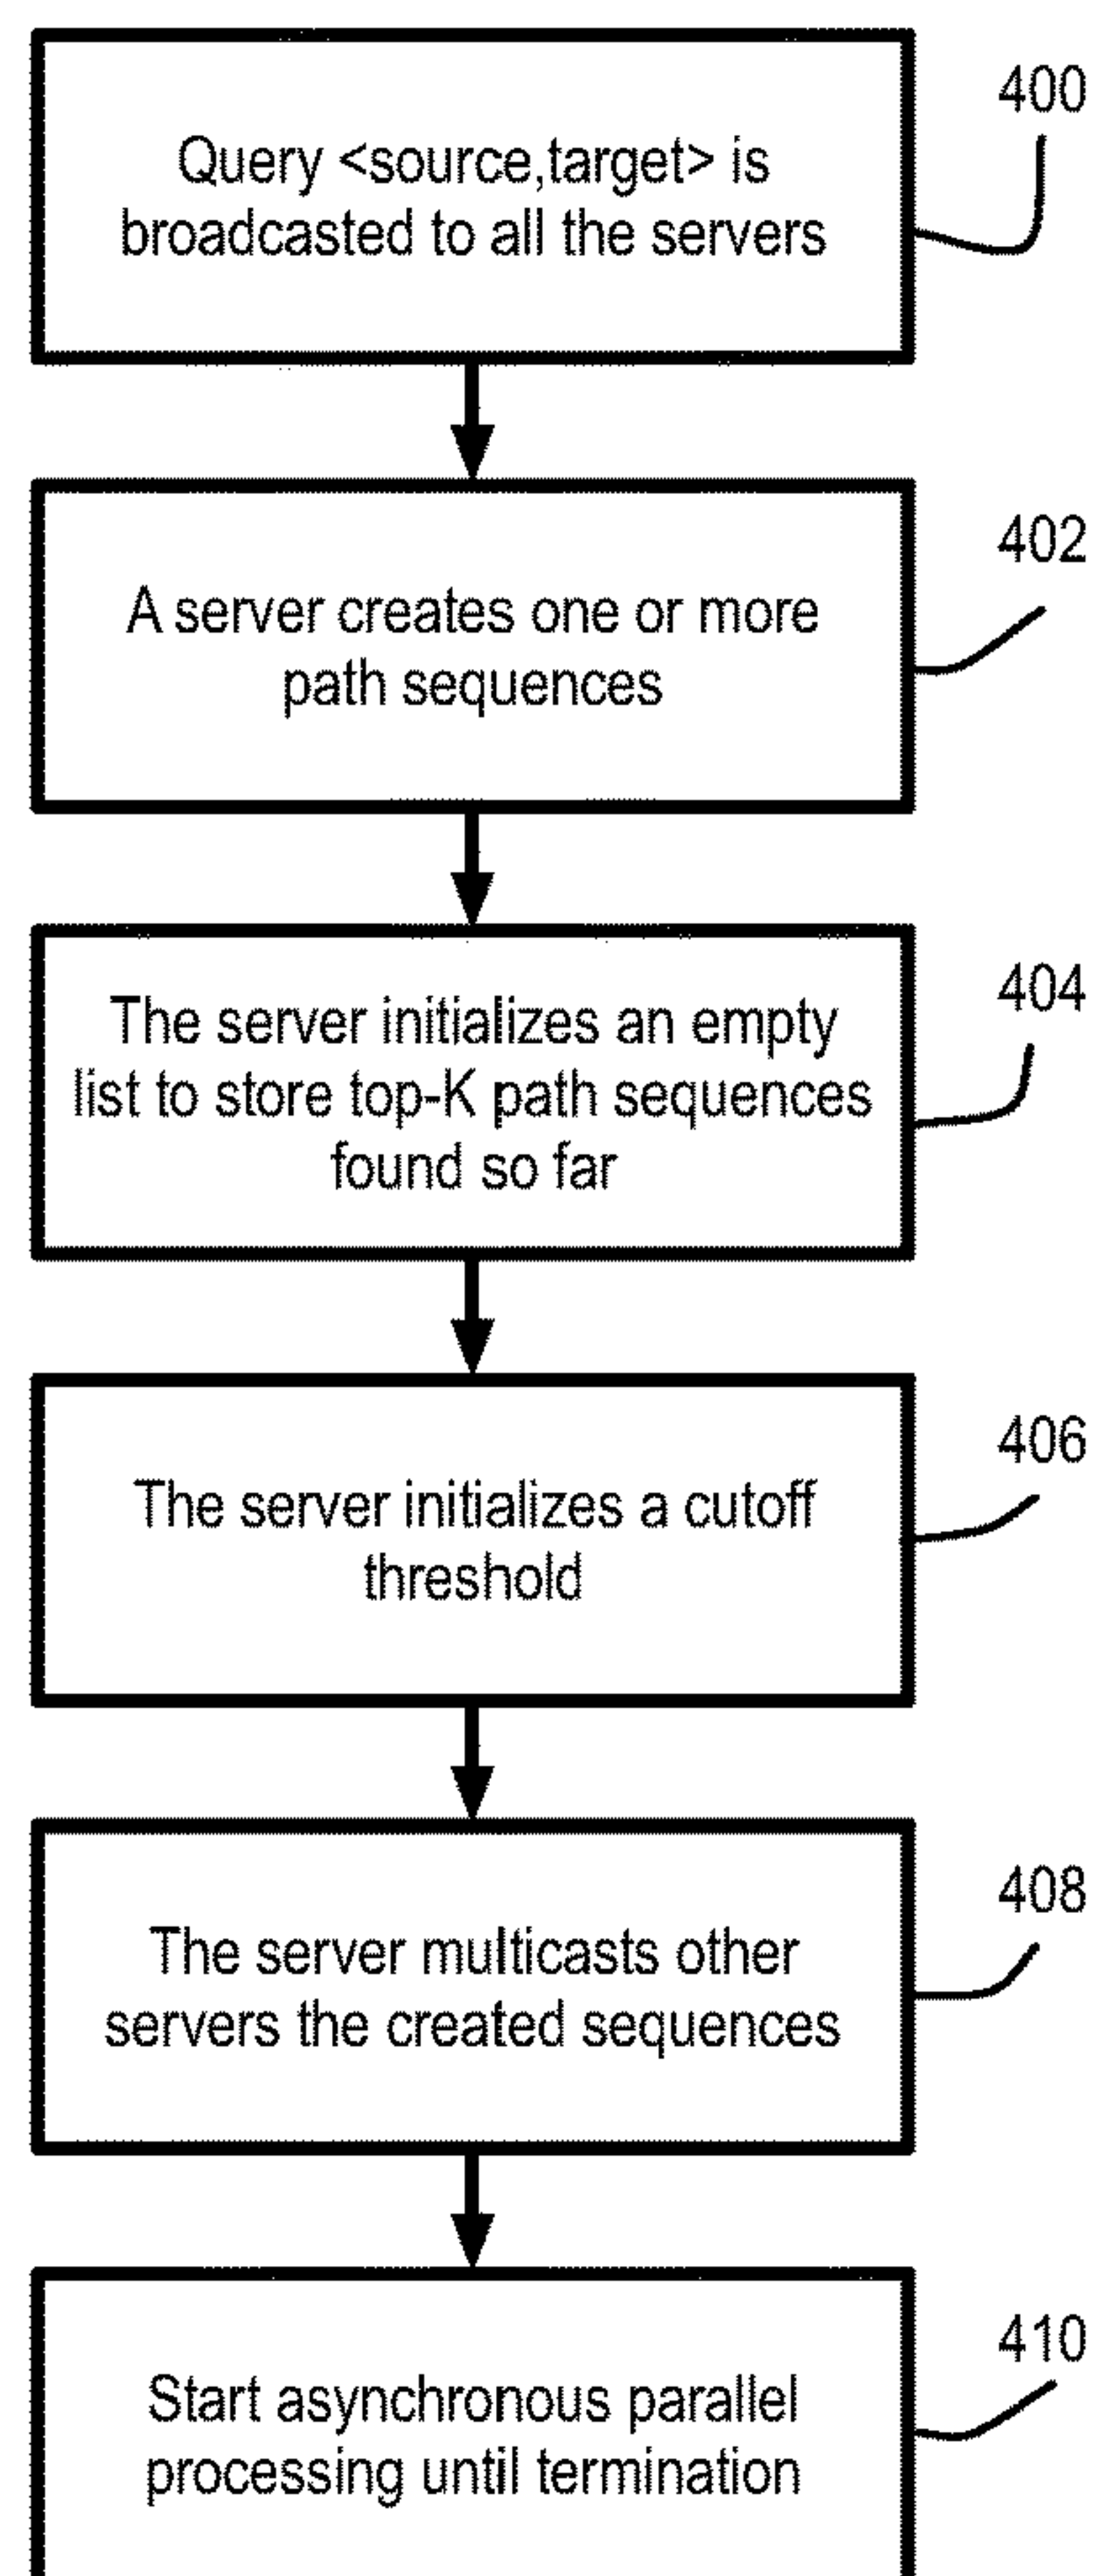 400
Query <source,target> is
broadcasted to all the servers
402
A server creates one or more
path sequences
404
The server initializes an empty
list to store top-K path sequences
found so far
406
The server initializes a cutoff
threshold
408
The server multicasts other
servers the created sequences
410
Start asynchronous parallel
processing until termination